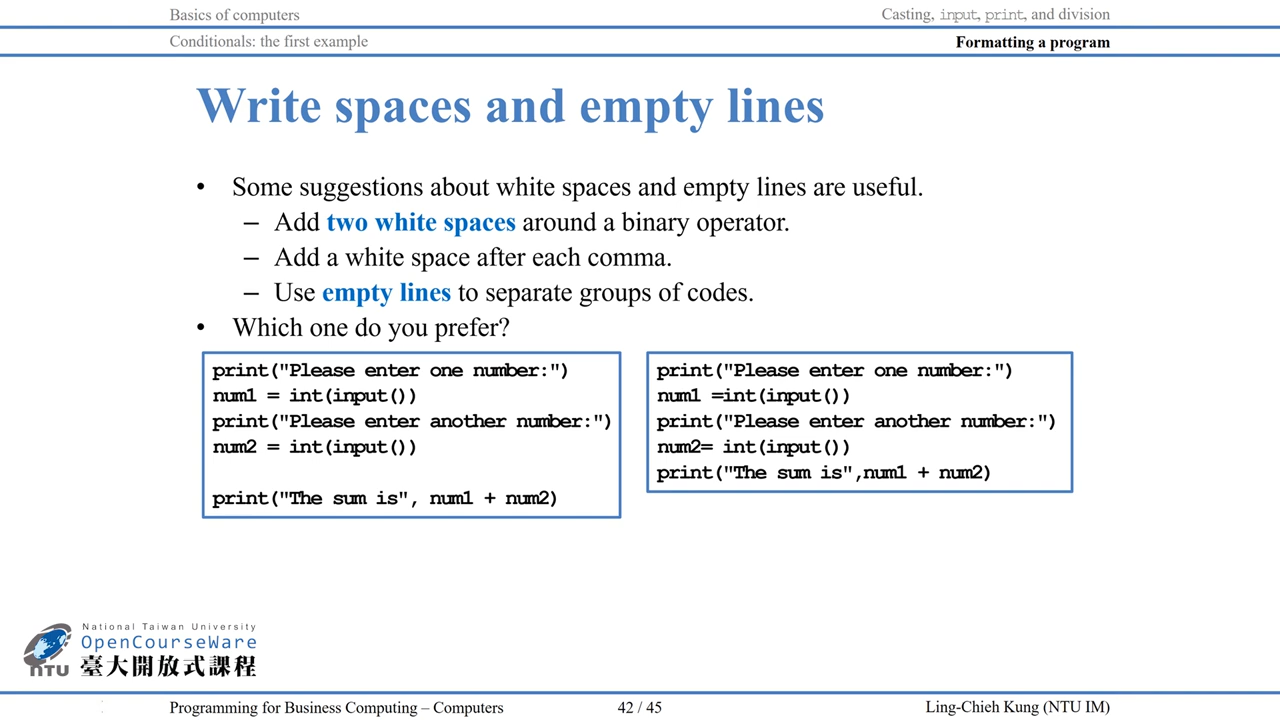 Basics of computers
Casting, input, print, and division
Conditionals: the first example
Formatting a program
Write spaces and empty lines
• Some suggestions about white spaces and empty lines are useful.
– Add two white spaces around a binary operator.
– Add a white space after each comma.
– Use empty lines to separate groups of codes.
• Which one do you prefer?
print("Please enter one number:")
num1 = int(input())
print("Please enter another number:")
num2 = int(input())
print("The sum is", num1 + num2)
print("Please enter one number:")
num1 =int(input())
print("Please enter another number:")
num2= int(input())
print("The sum is",num1 + num2)
National Taiwan University
OpenCourseWare
NTU 臺大開放式課程
Programming for Business Computing – Computers
42 / 45
Ling-Chieh Kung (NTU IM)